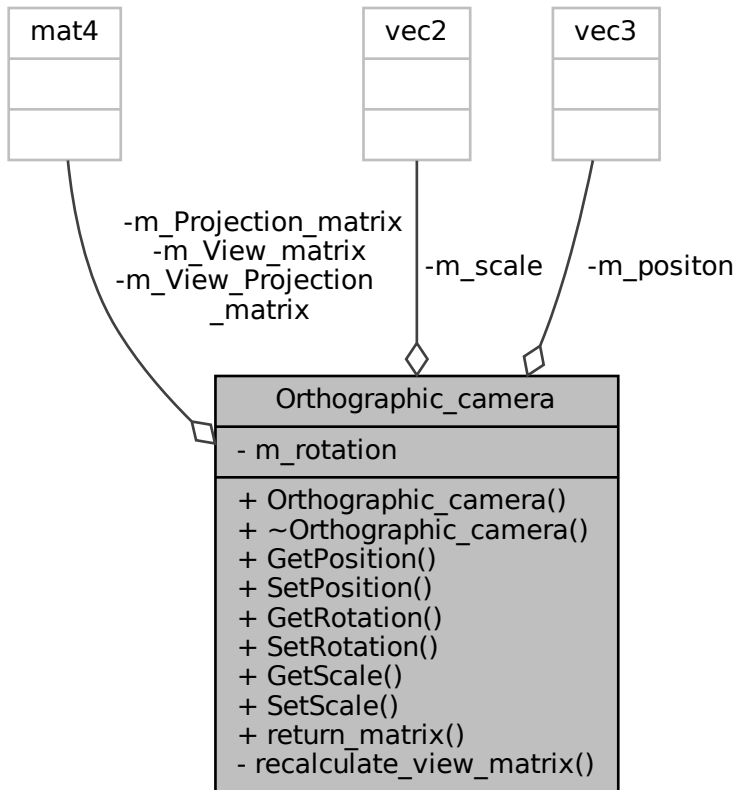 mat4
vec2
vec3
-m_Projection_matrix
-m_View_matrix
-m_View_Projection
_matrix
-m_scale
-m_positon
Orthographic_camera
- m_rotation
+ Orthographic_camera()
+ ~Orthographic_camera()
+ GetPosition()
+ SetPosition()
+ GetRotation()
+ SetRotation()
+ GetScale()
+ SetScale()
+ return_matrix()
- recalculate_view_matrix()